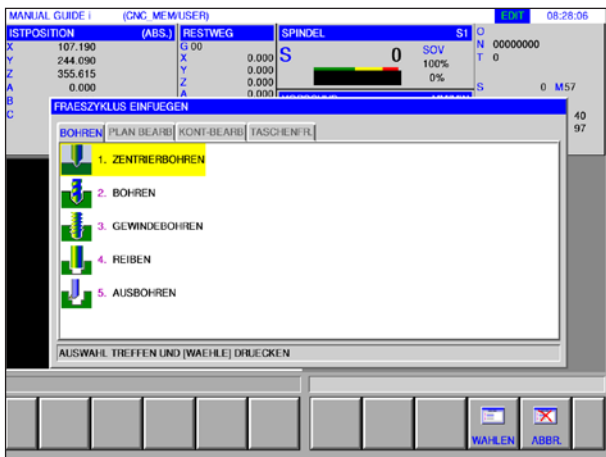 MANUAL GUIDE i (CNC_MEM/USER) EDIT 08:28:06
ISTPOSITION (ABS.) RESTWEG SPINDEL S1 O
X 107.190 G 00 S 0 SOV N 00000000
Y 244.090 X 0.000 100% T 0
Z 355.615 Y 0.000 0%
A 0.000 Z 0.000 S 0 M57
B A 0.000
C FRAESZYKLUS EINFUEGEN 40
BOHREN PLAN BEARB KONT-BEARB TASCHENFR. 97
1. ZENTRIERBOHREN
2. BOHREN
3. GEWINDEBOHREN
4. REIBEN
5. AUSBOHREN
AUSWAHL TREFFEN UND [WAEHLE] DRUECKEN
WAHLEN ABBR.